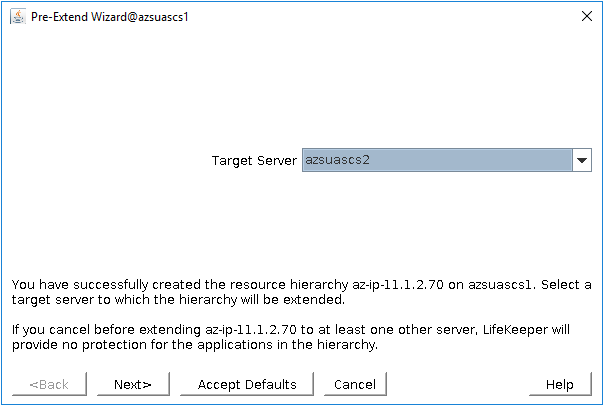 Pre-Extend Wizard@azsuascs1
Target Server azsuascs2
You have successfully created the resource hierarchy az-ip-11.1.2.70 on azsuascs1. Select a
target server to which the hierarchy will be extended.
If you cancel before extending az-ip-11.1.2.70 to at least one other server, LifeKeeper will
provide no protection for the applications in the hierarchy.
<Back Next> Accept Defaults Cancel Help